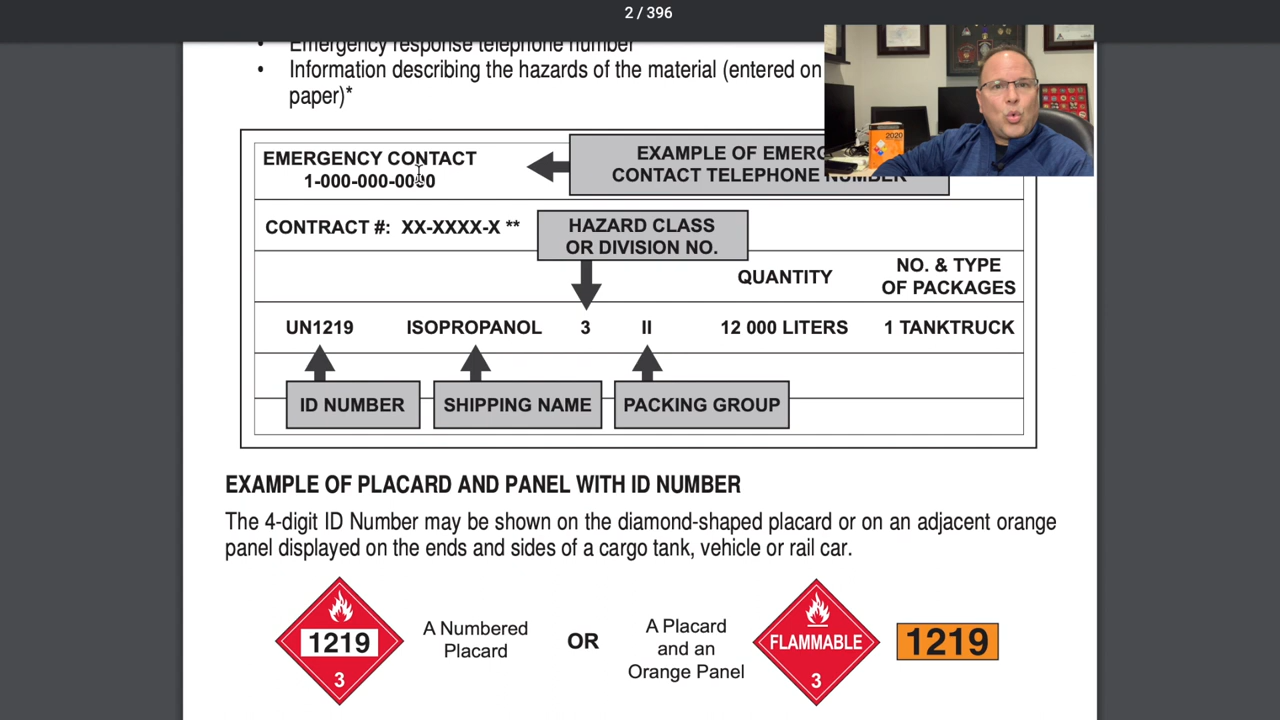 2 / 396
• Emergency response telephone number
• Information describing the hazards of the material (entered on
paper)*
2020
EMERGENCY CONTACT
1-000-000-0000
EXAMPLE OF EMERG
CONTACT TELEPHONE NUMBER
CONTRACT #: XX-XXXX-X **
HAZARD CLASS
OR DIVISION NO.
QUANTITY
NO. & TYPE
OF PACKAGES
UN1219 ISOPROPANOL 3 II 12 000 LITERS 1 TANKTRUCK
ID NUMBER
SHIPPING NAME
PACKING GROUP
EXAMPLE OF PLACARD AND PANEL WITH ID NUMBER
The 4-digit ID Number may be shown on the diamond-shaped placard or on an adjacent orange
panel displayed on the ends and sides of a cargo tank, vehicle or rail car.
1219
3
A Numbered
Placard
OR
A Placard
and an
Orange Panel
FLAMMABLE
3
1219